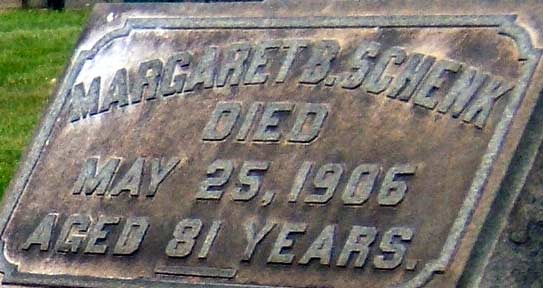 MARGARET B. SCHENK
DIED
MAY 25, 1906
AGED 81 YEARS.